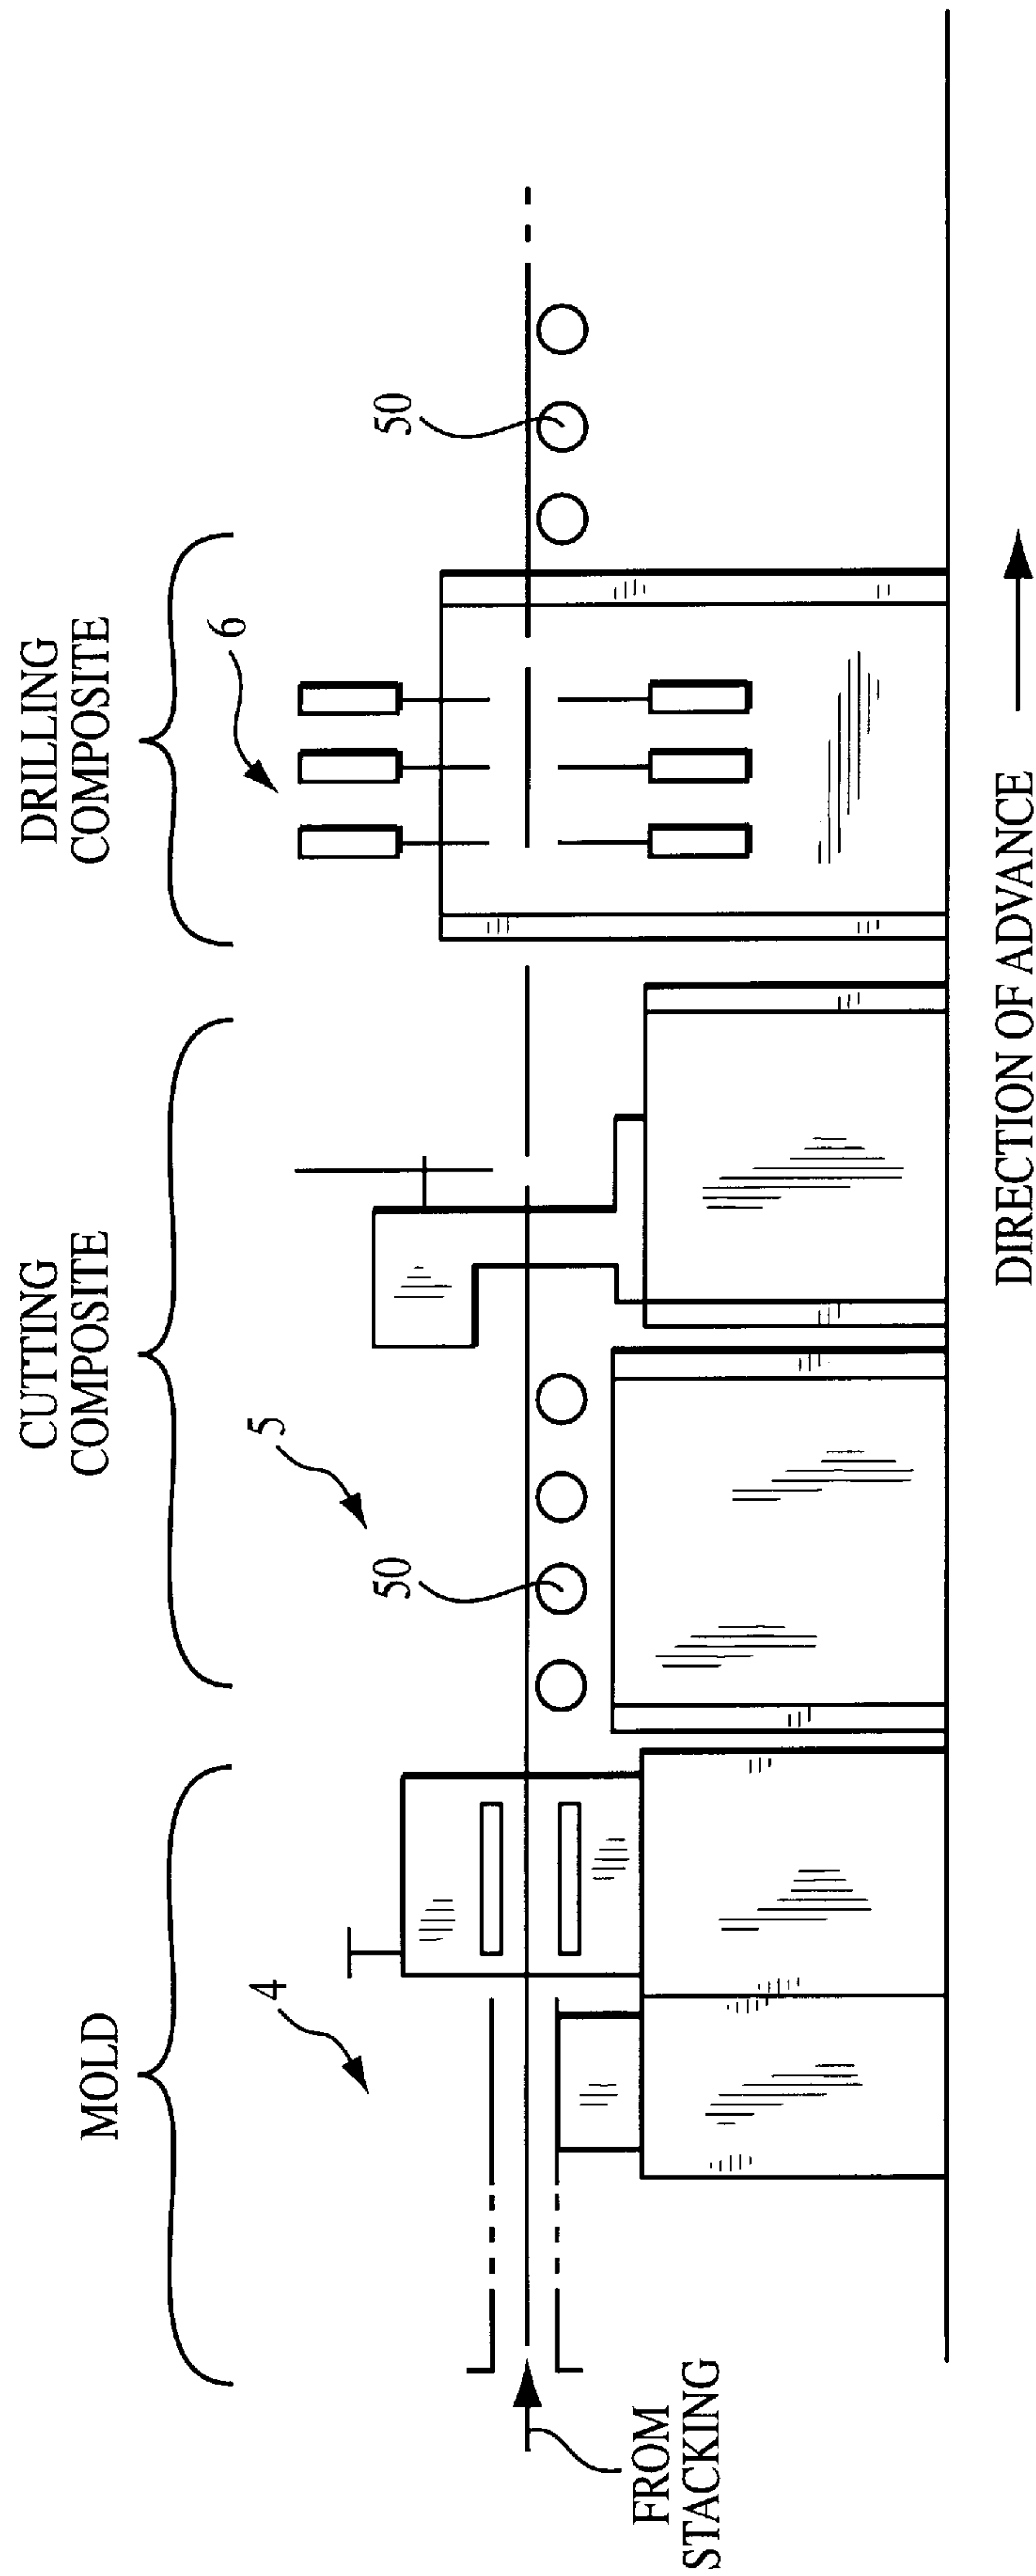 MOLD
CUTTING
COMPOSITE
DRILLING
COMPOSITE
4
5
6
50
50
FROM
STACKING
DIRECTION OF ADVANCE